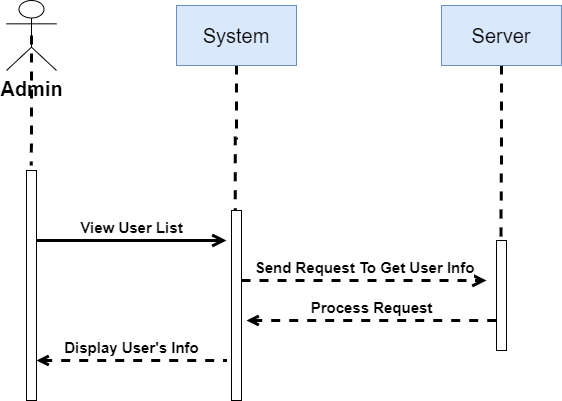 System
Server
Admin
View User List
Send Request To Get User Info
Process Request
Display User's Info